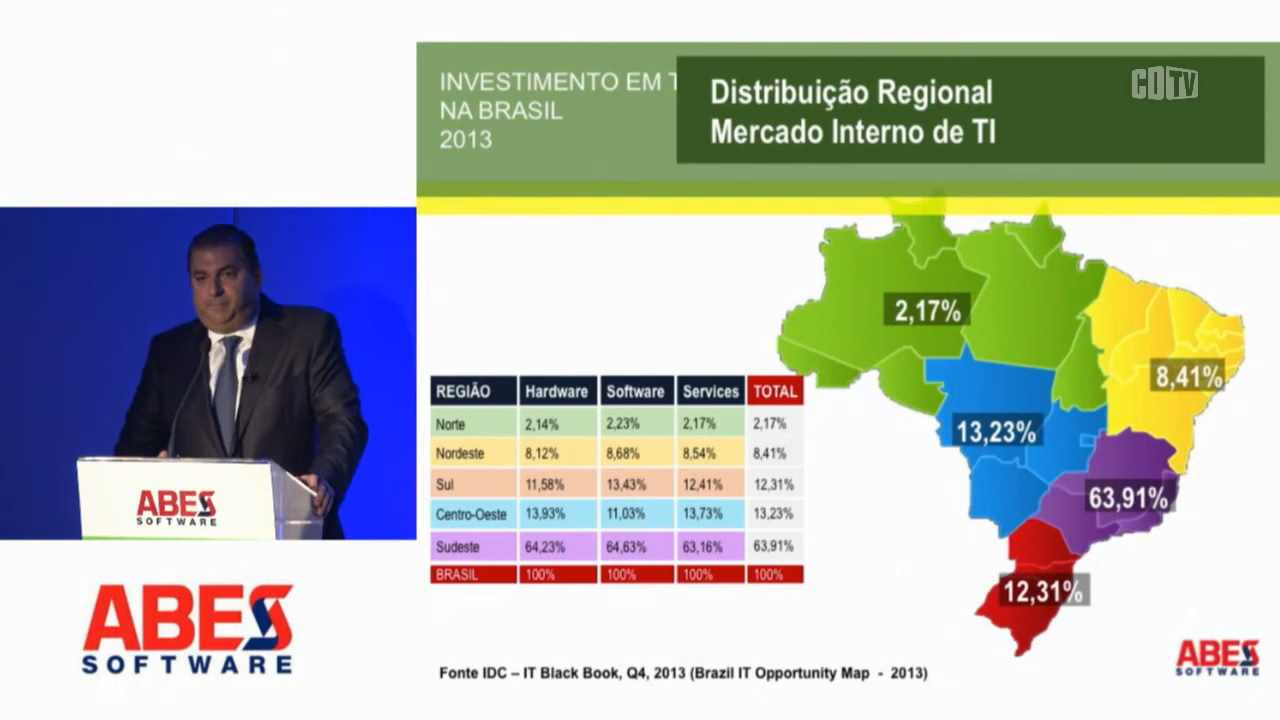 INVESTIMENTO EM T
NA BRASIL
2013
Distribuição Regional
Mercado Interno de TI
CDTV
2,17%
8,41%
13,23%
63,91%
12,31%
REGIÃO Hardware Software Services TOTAL
Norte 2,14% 2,23% 2,17% 2,17%
Nordeste 8,12% 8,68% 8,54% 8,41%
Sul 11,58% 13,43% 12,41% 12,31%
Centro-Oeste 13,93% 11,03% 13,73% 13,23%
Sudeste 64,23% 64,63% 63,16% 63,91%
BRASIL 100% 100% 100% 100%
ABES
SOFTWARE
ABES
SOFTWARE
Fonte IDC – IT Black Book, Q4, 2013 (Brazil IT Opportunity Map - 2013)
ABES
SOFTWARE